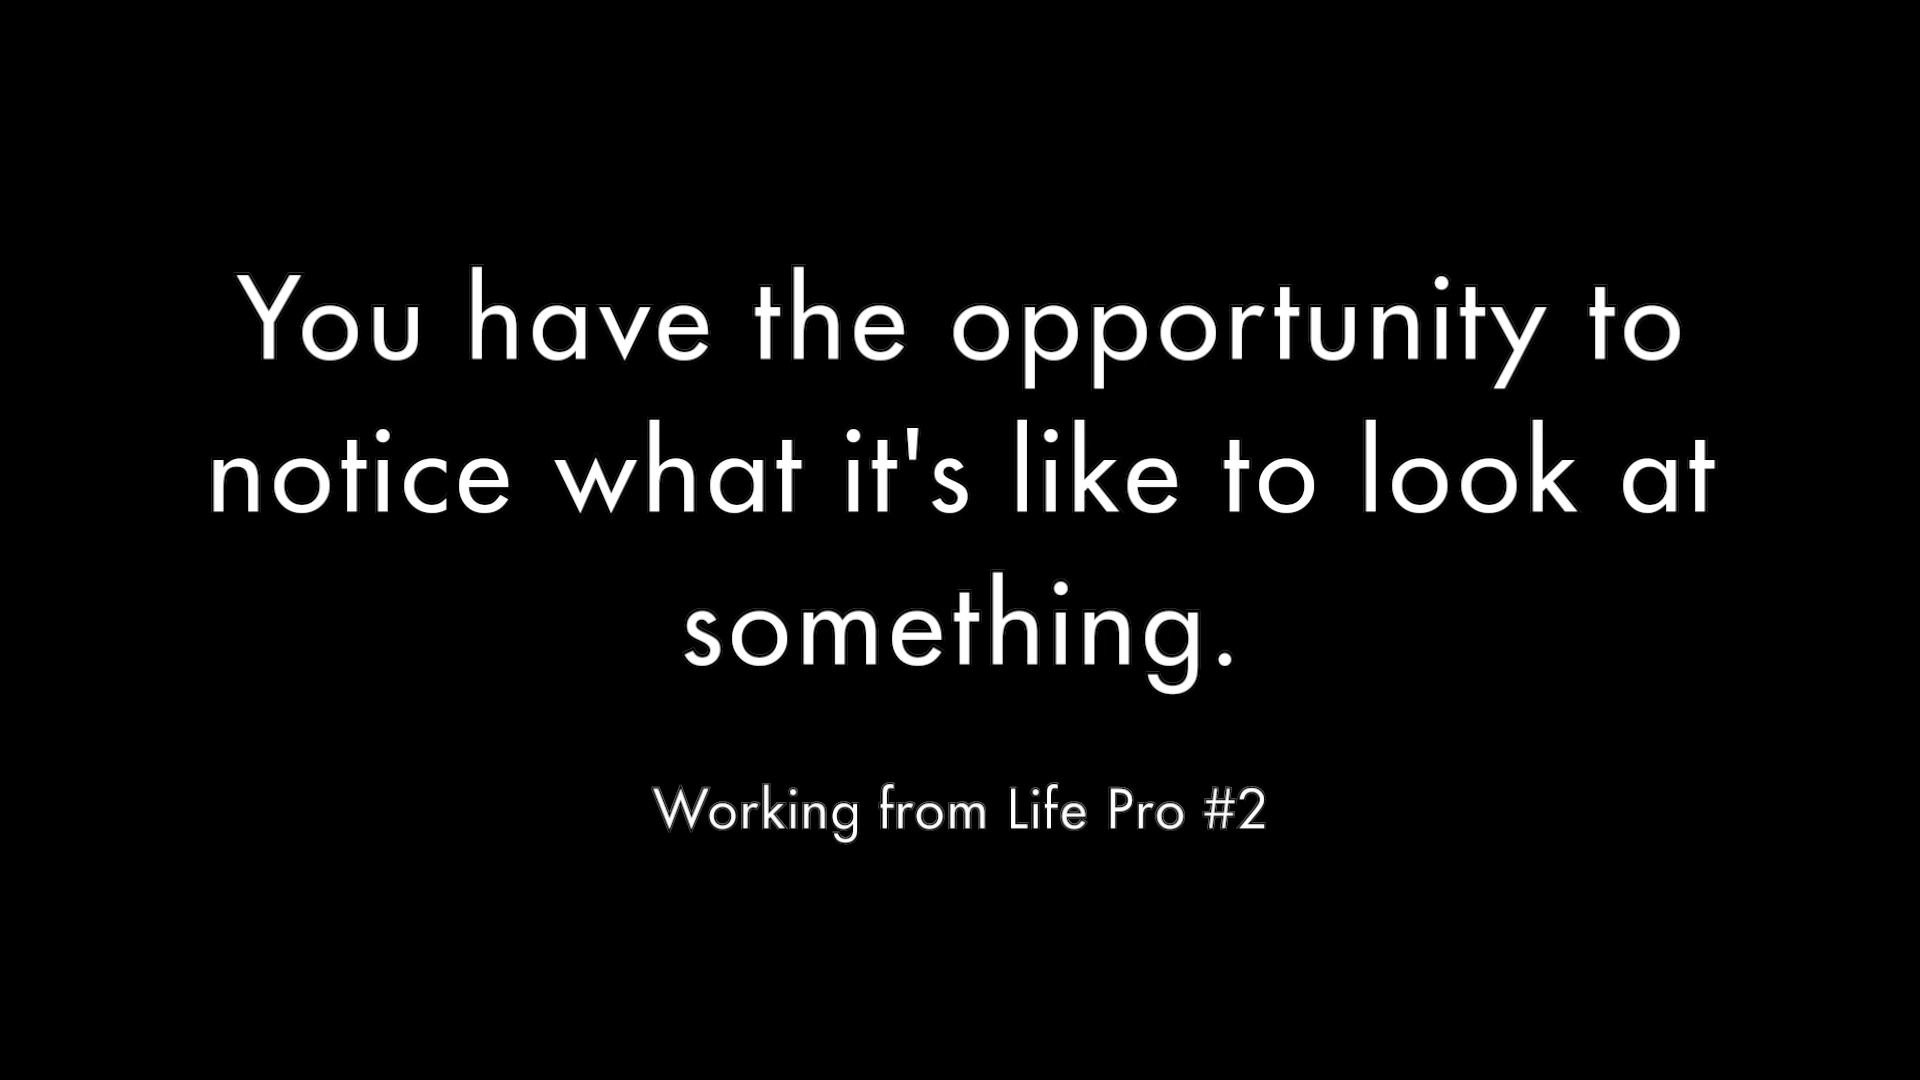 You have the opportunity to
notice what it's like to look at
something.
Working from Life Pro #2